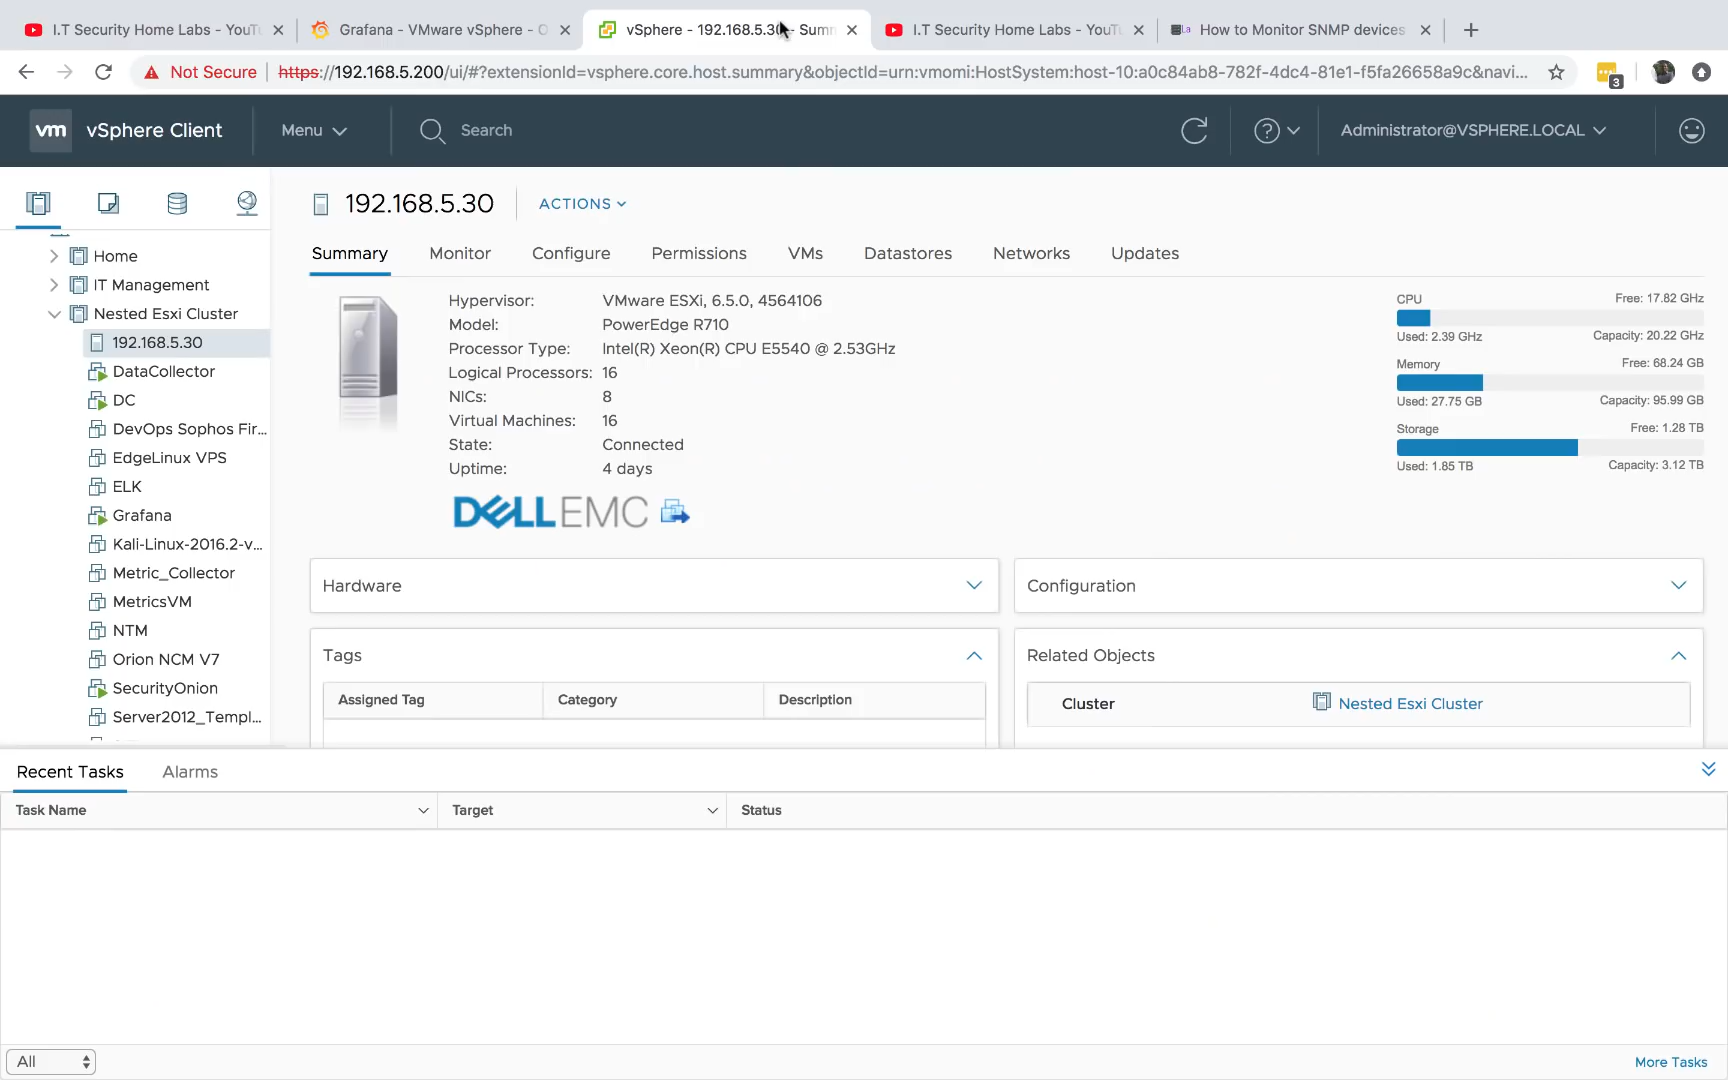 I.T Security Home Labs - YouTu
Grafana - VMware vSphere - O
vSphere - 192.168.5.30 - Summ
I.T Security Home Labs - YouTu
How to Monitor SNMP devices
Not Secure
https://192.168.5.200/ui/#?extensionId=vsphere.core.host.summary&objectId=urn:vmomi:HostSystem:host-10:a0c84ab8-782f-4dc4-81e1-f5fa26658a9c&navi...
3
vm vSphere Client
Menu
Search
Administrator@VSPHERE.LOCAL
192.168.5.30
ACTIONS
Summary
Monitor
Configure
Permissions
VMs
Datastores
Networks
Updates
Home
IT Management
Nested Esxi Cluster
192.168.5.30
DataCollector
DC
DevOps Sophos Fir...
EdgeLinux VPS
ELK
Grafana
Kali-Linux-2016.2-v...
Metric_Collector
MetricsVM
NTM
Orion NCM V7
SecurityOnion
Server2012_Templ...
Hypervisor: VMware ESXi, 6.5.0, 4564106
Model: PowerEdge R710
Processor Type: Intel(R) Xeon(R) CPU E5540 @ 2.53GHz
Logical Processors: 16
NICs: 8
Virtual Machines: 16
State: Connected
Uptime: 4 days
DELLEMC
CPU Free: 17.82 GHz
Used: 2.39 GHz Capacity: 20.22 GHz
Memory Free: 68.24 GB
Used: 27.75 GB Capacity: 95.99 GB
Storage Free: 1.28 TB
Used: 1.85 TB Capacity: 3.12 TB
Hardware
Configuration
Tags
Assigned Tag Category Description
Related Objects
Cluster Nested Esxi Cluster
Recent Tasks Alarms
Task Name Target Status
All
More Tasks